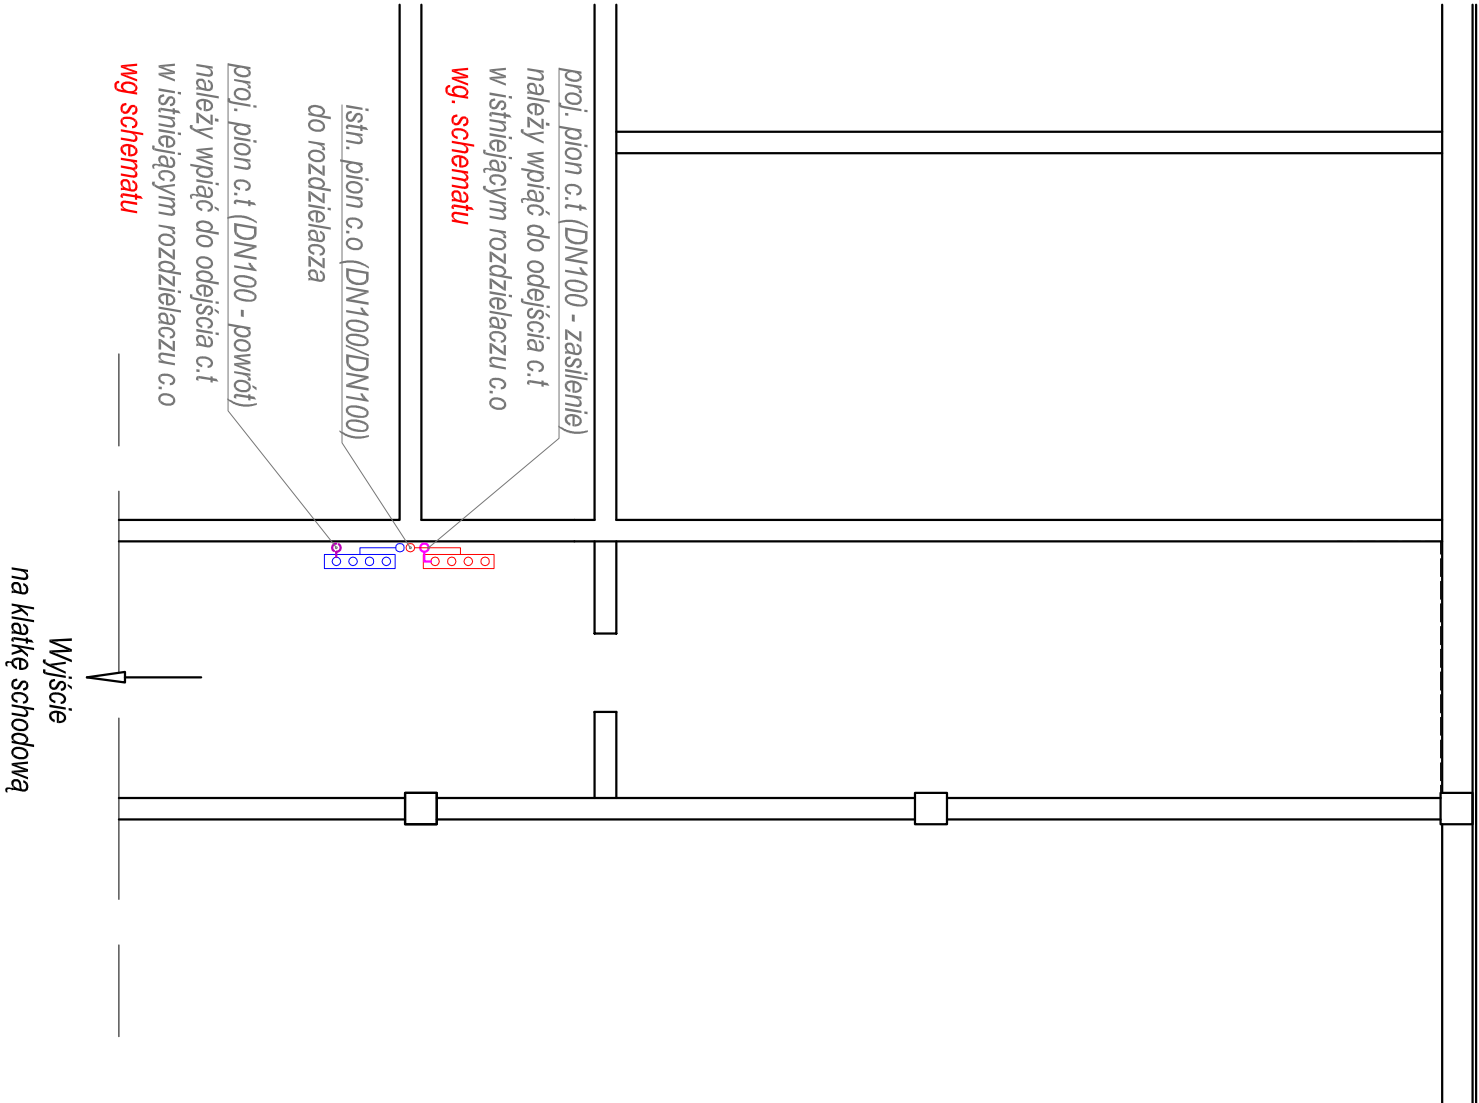 proj. pion c.t (DN100 - zasilenie)
należy wpiąć do odejścia c.t
w istniejącym rozdzielaczu c.o
wg. schematu
istn. pion c.o (DN100/DN100)
do rozdzielacza
proj. pion c.t (DN100 - powrót)
należy wpiąć do odejścia c.t
w istniejącym rozdzielaczu c.o
wg schematu
Wyjście
na klatkę schodową